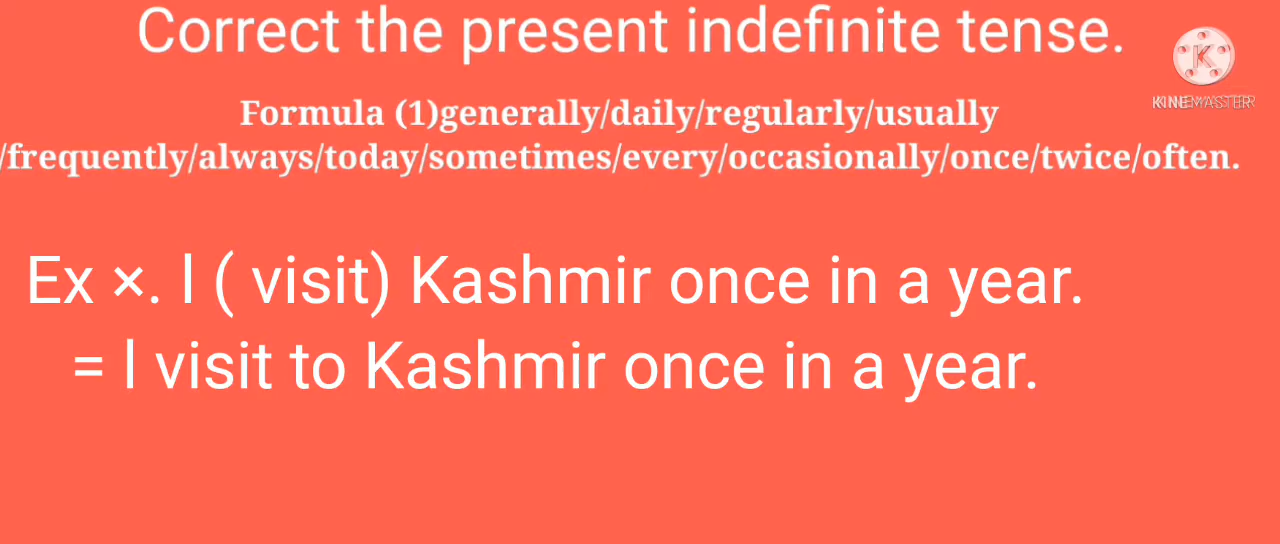 Correct the present indefinite tense.
KINEMASTER
Formula (1)generally/daily/regularly/usually
/frequently/always/today/sometimes/every/occasionally/once/twice/often.
Ex ×. I ( visit) Kashmir once in a year.
= I visit to Kashmir once in a year.